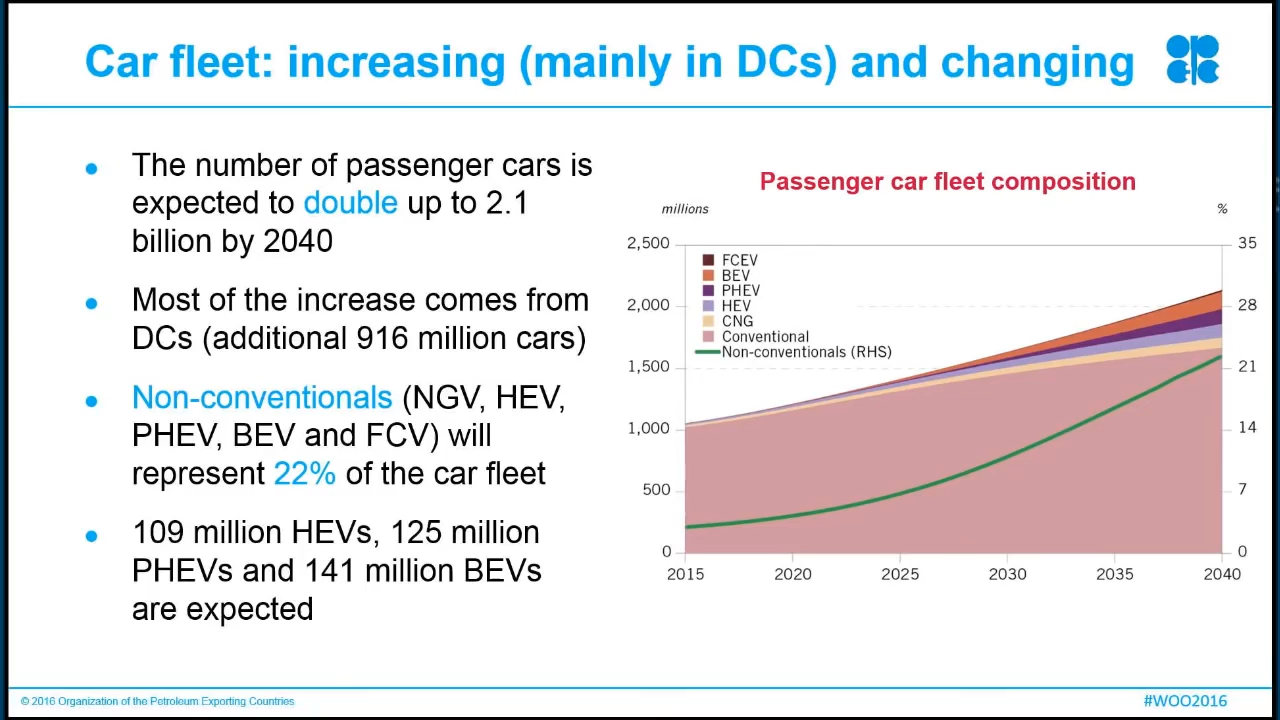 Car fleet: increasing (mainly in DCs) and changing
The number of passenger cars is
expected to double up to 2.1
billion by 2040
Most of the increase comes from
DCs (additional 916 million cars)
Non-conventionals (NGV, HEV,
PHEV, BEV and FCV) will
represent 22% of the car fleet
109 million HEVs, 125 million
PHEVs and 141 million BEVs
are expected
Passenger car fleet composition
millions
%
2,500
2,000
1,500
1,000
500
0
35
28
21
14
7
0
FCEV
BEV
PHEV
HEV
CNG
Conventional
Non-conventionals (RHS)
2015 2020 2025 2030 2035 2040
© 2016 Organization of the Petroleum Exporting Countries
#WOO2016